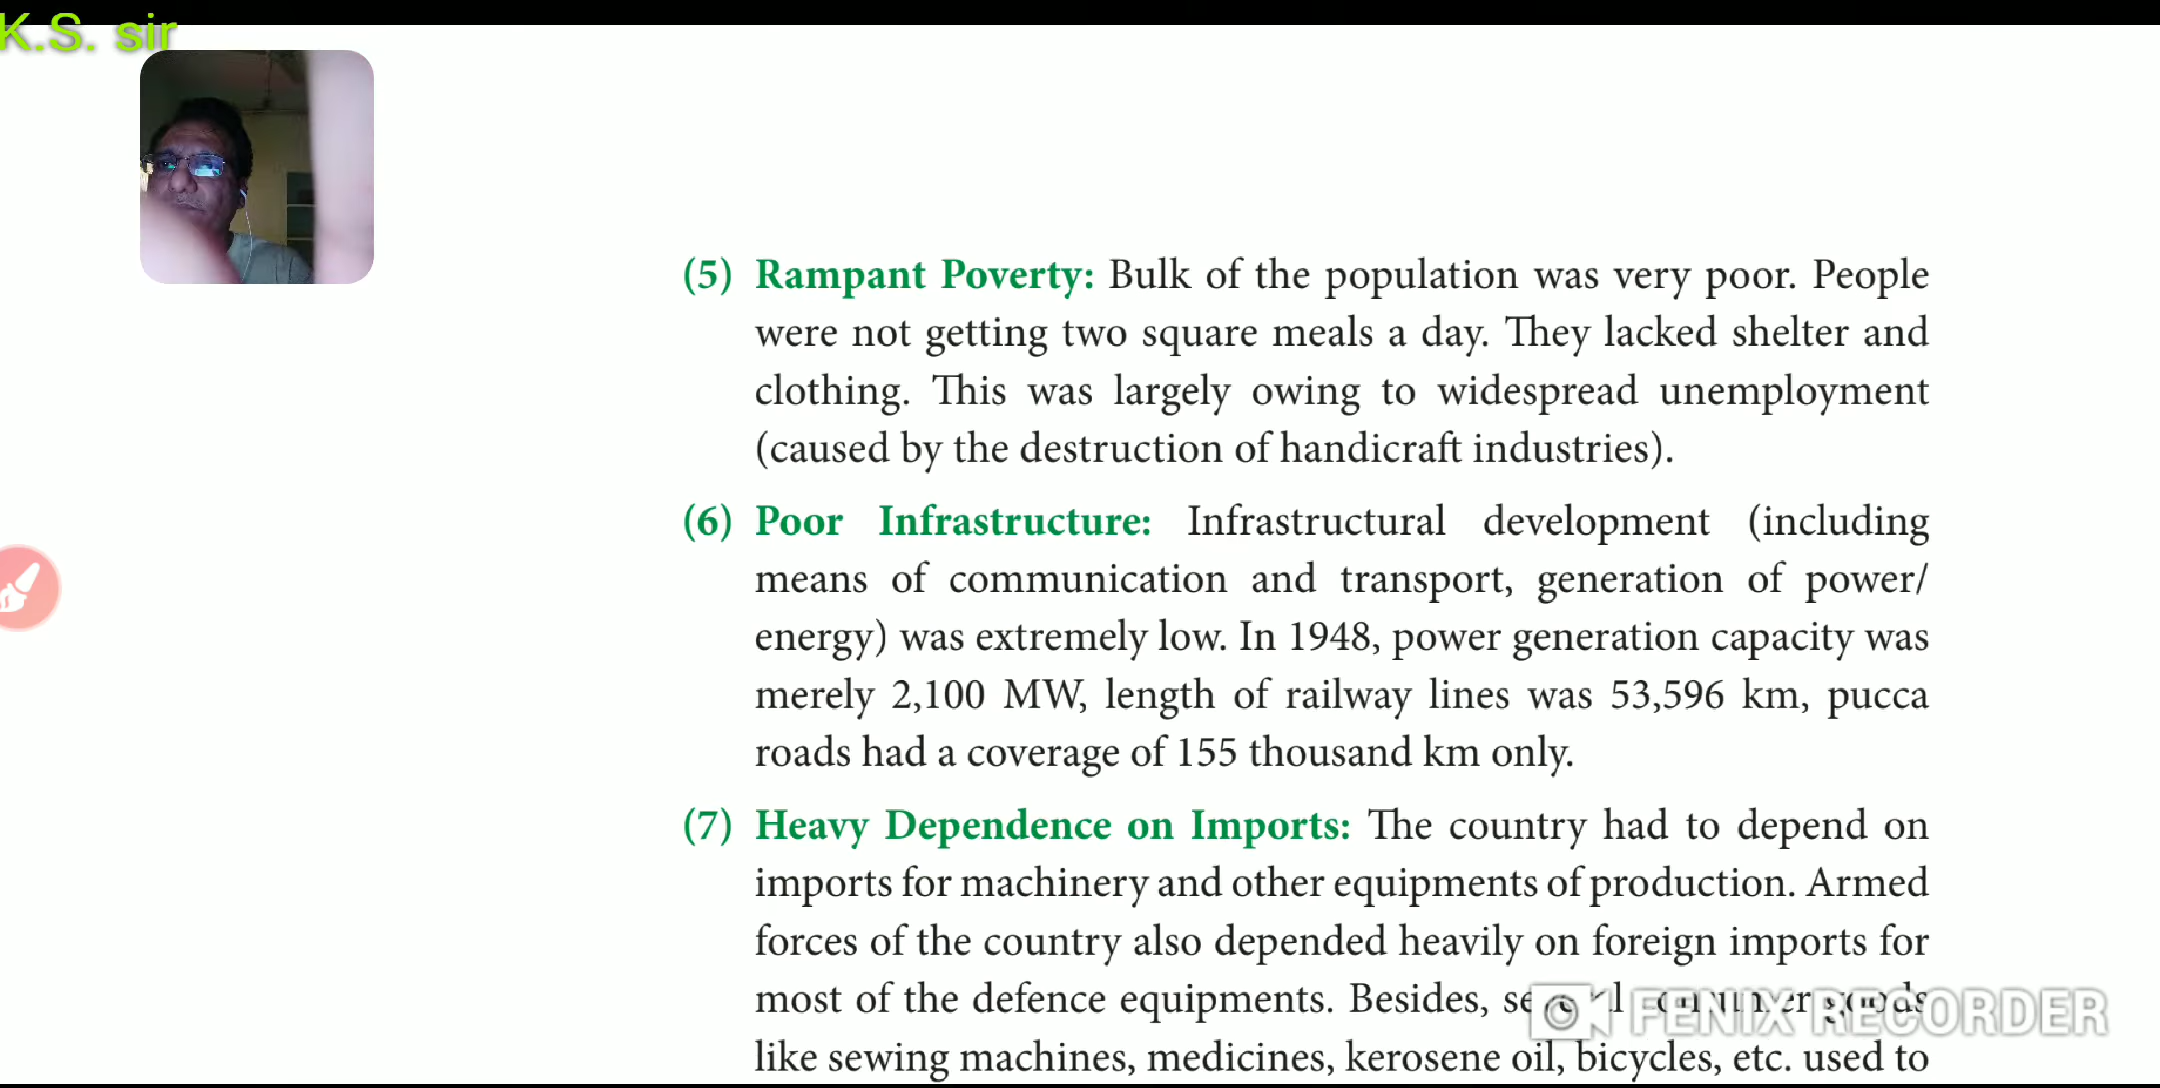 K.S. sir
(5) Rampant Poverty: Bulk of the population was very poor. People
were not getting two square meals a day. They lacked shelter and
clothing. This was largely owing to widespread unemployment
(caused by the destruction of handicraft industries).
(6) Poor Infrastructure: Infrastructural development (including
means of communication and transport, generation of power/
energy) was extremely low. In 1948, power generation capacity was
merely 2,100 MW, length of railway lines was 53,596 km, pucca
roads had a coverage of 155 thousand km only.
(7) Heavy Dependence on Imports: The country had to depend on
imports for machinery and other equipments of production. Armed
forces of the country also depended heavily on foreign imports for
most of the defence equipments. Besides, several consumer goods
FENIX RECORDER
like sewing machines, medicines, kerosene oil, bicycles, etc. used to